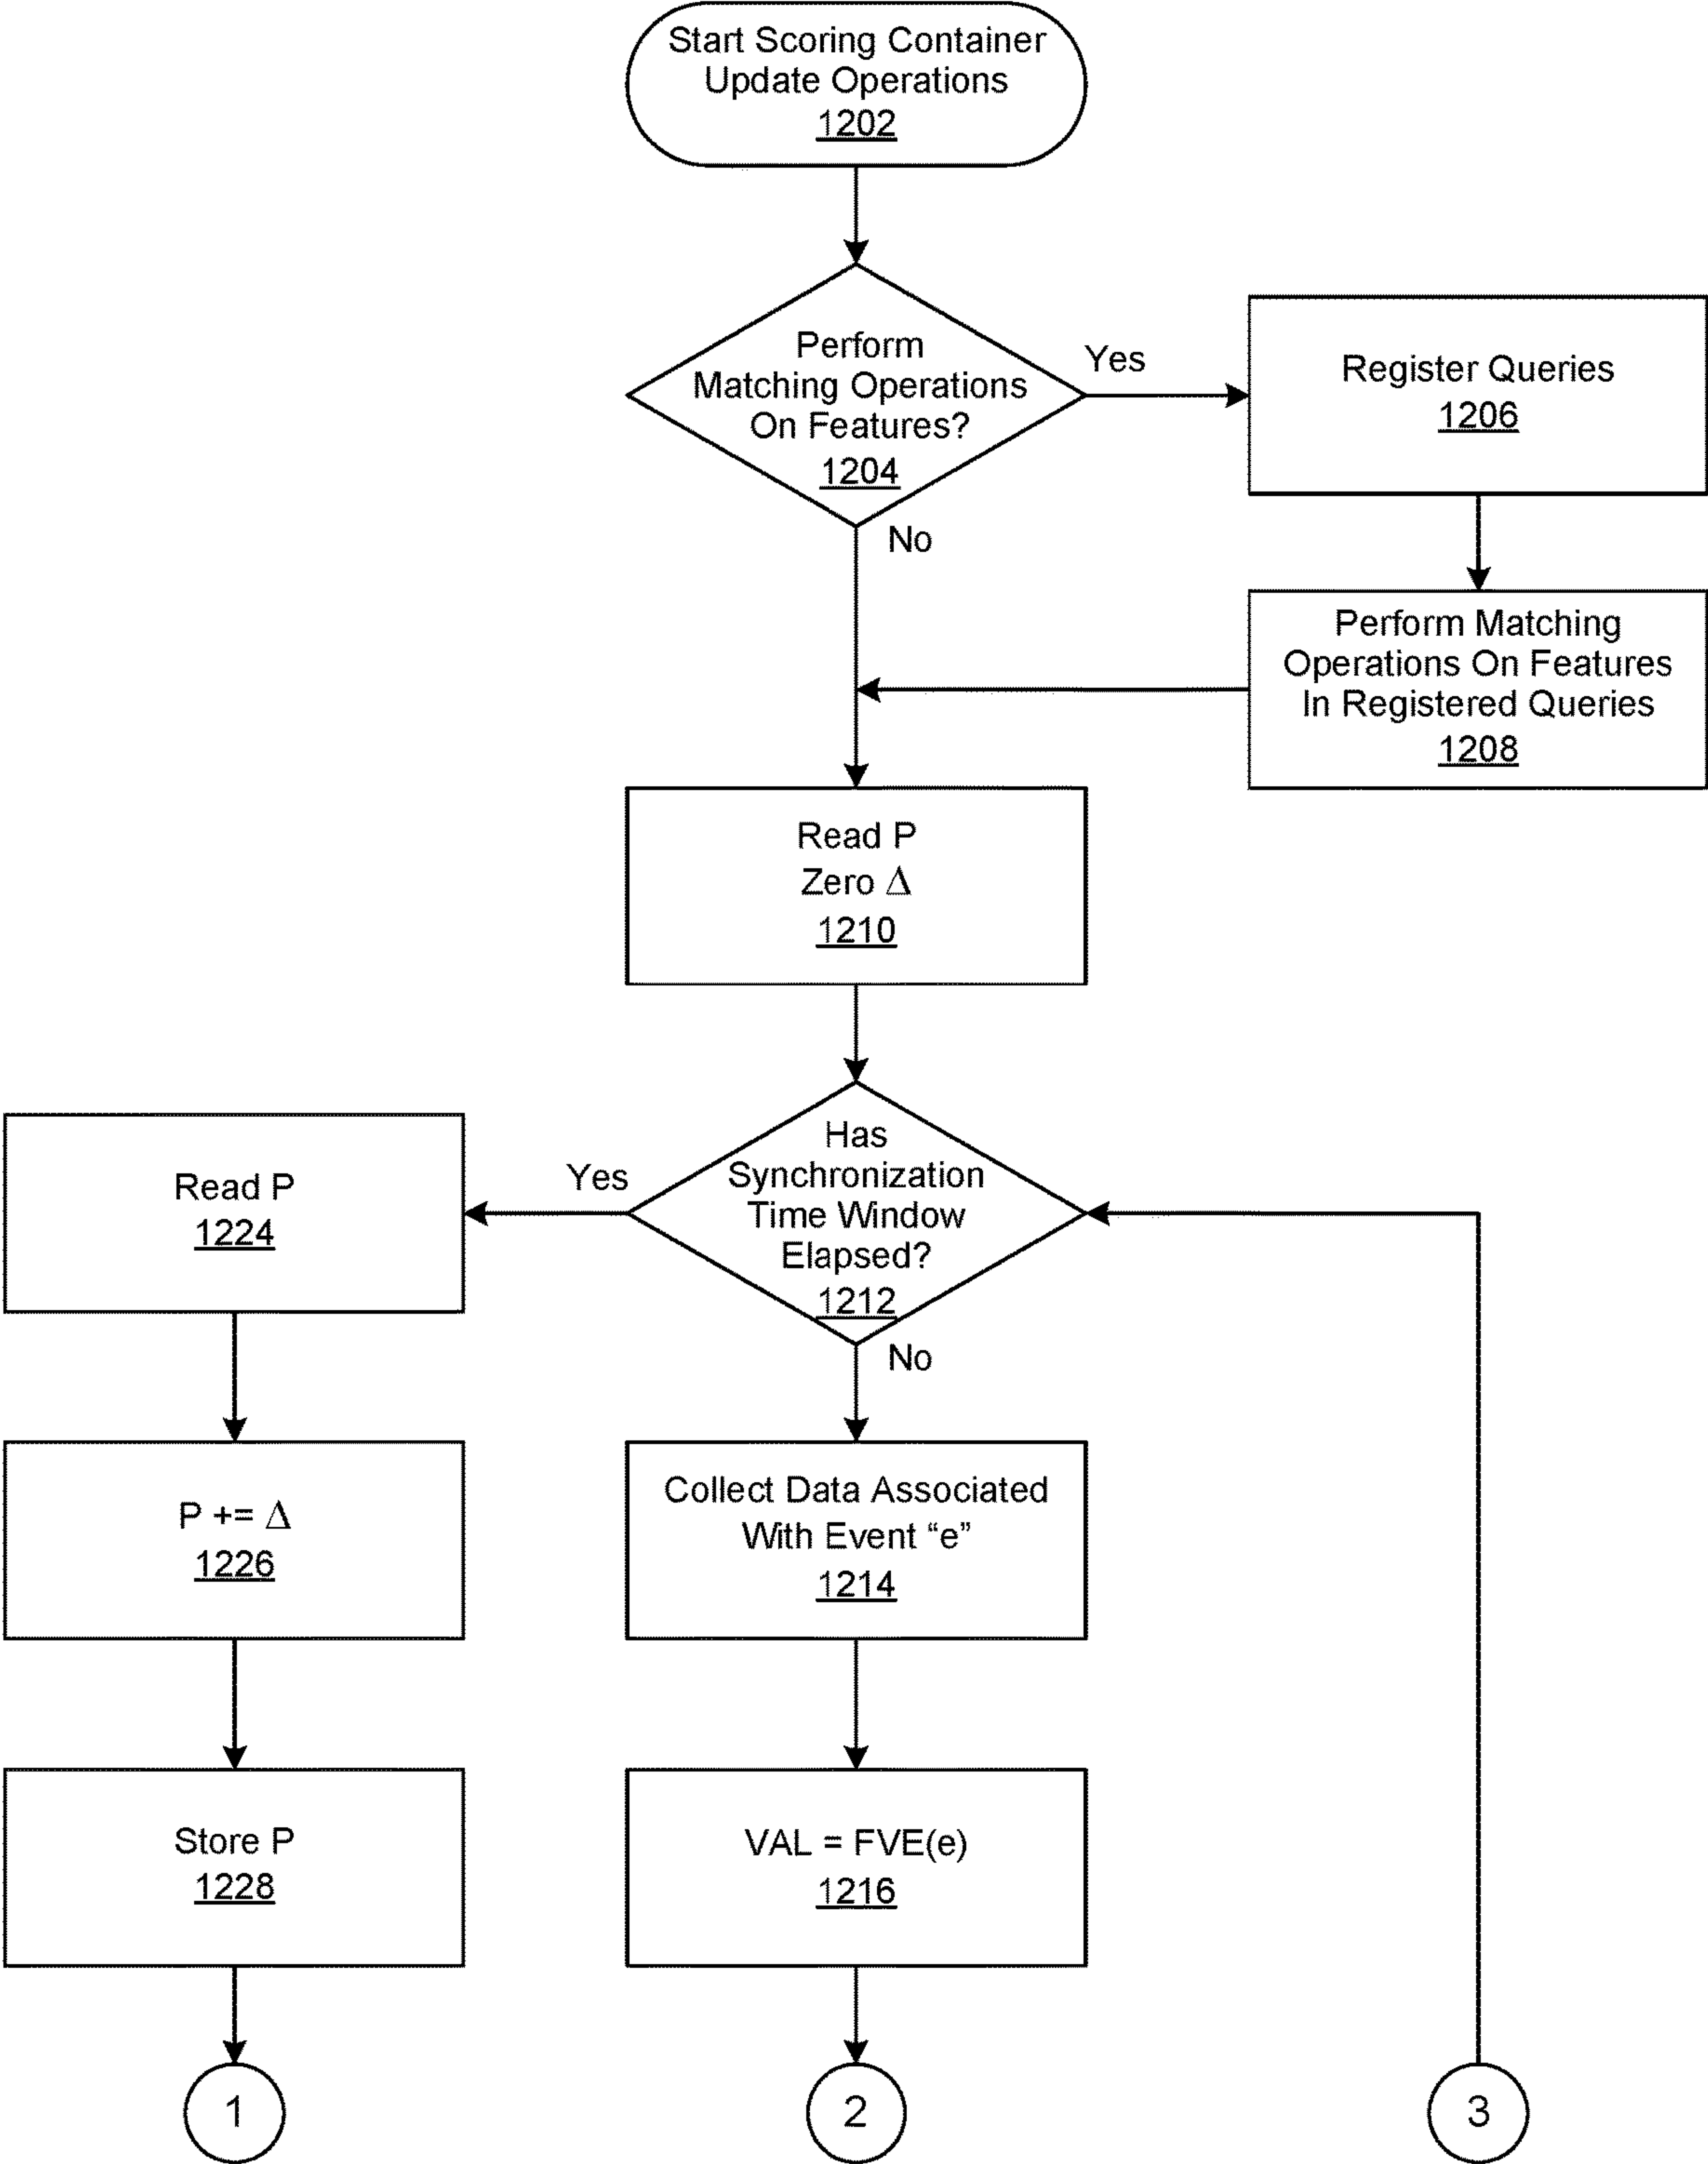 Start Scoring Container
Update Operations
1202
Perform
Matching Operations
On Features?
1204
Yes
No
Register Queries
1206
Perform Matching
Operations On Features
In Registered Queries
1208
Read P
Zero Δ
1210
Has
Synchronization
Time Window
Elapsed?
1212
Yes
No
Read P
1224
P += Δ
1226
Store P
1228
Collect Data Associated
With Event “e”
1214
VAL = FVE(e)
1216
1
2
3